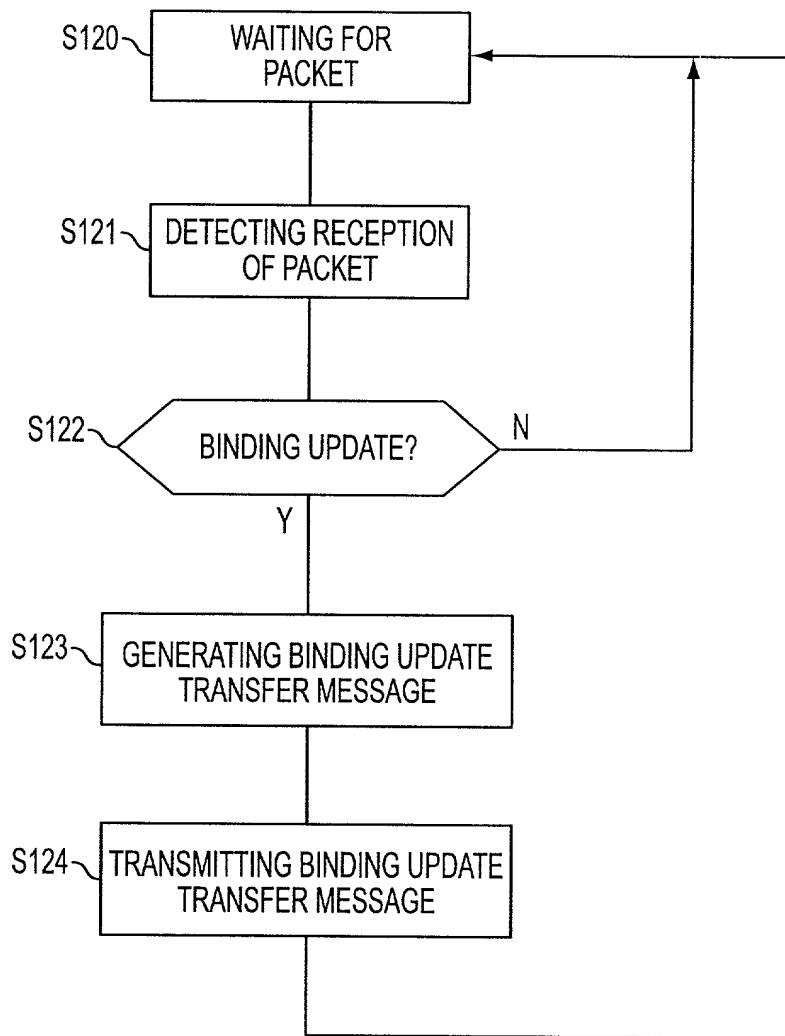 S120
WAITING FOR
PACKET
S121
DETECTING RECEPTION
OF PACKET
S122
BINDING UPDATE?
N
Y
S123
GENERATING BINDING UPDATE
TRANSFER MESSAGE
S124
TRANSMITTING BINDING UPDATE
TRANSFER MESSAGE